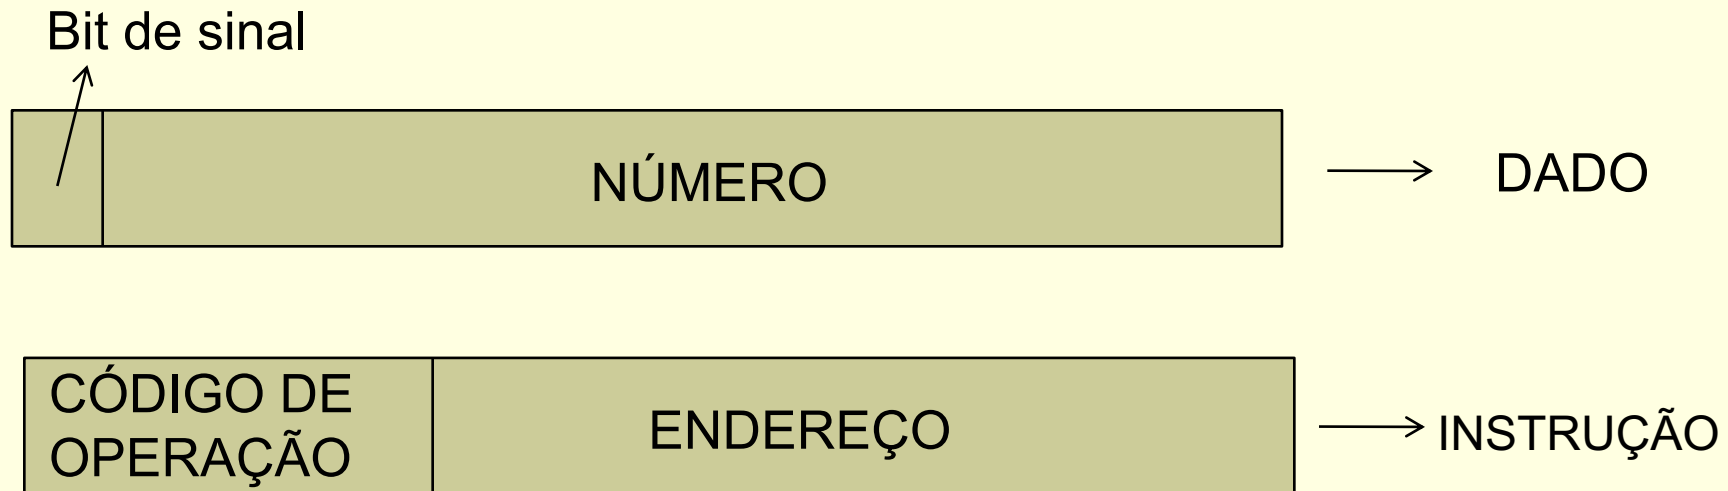 Bit de sinal
NÚMERO
DADO
CÓDIGO DE
OPERAÇÃO
ENDEREÇO
INSTRUÇÃO